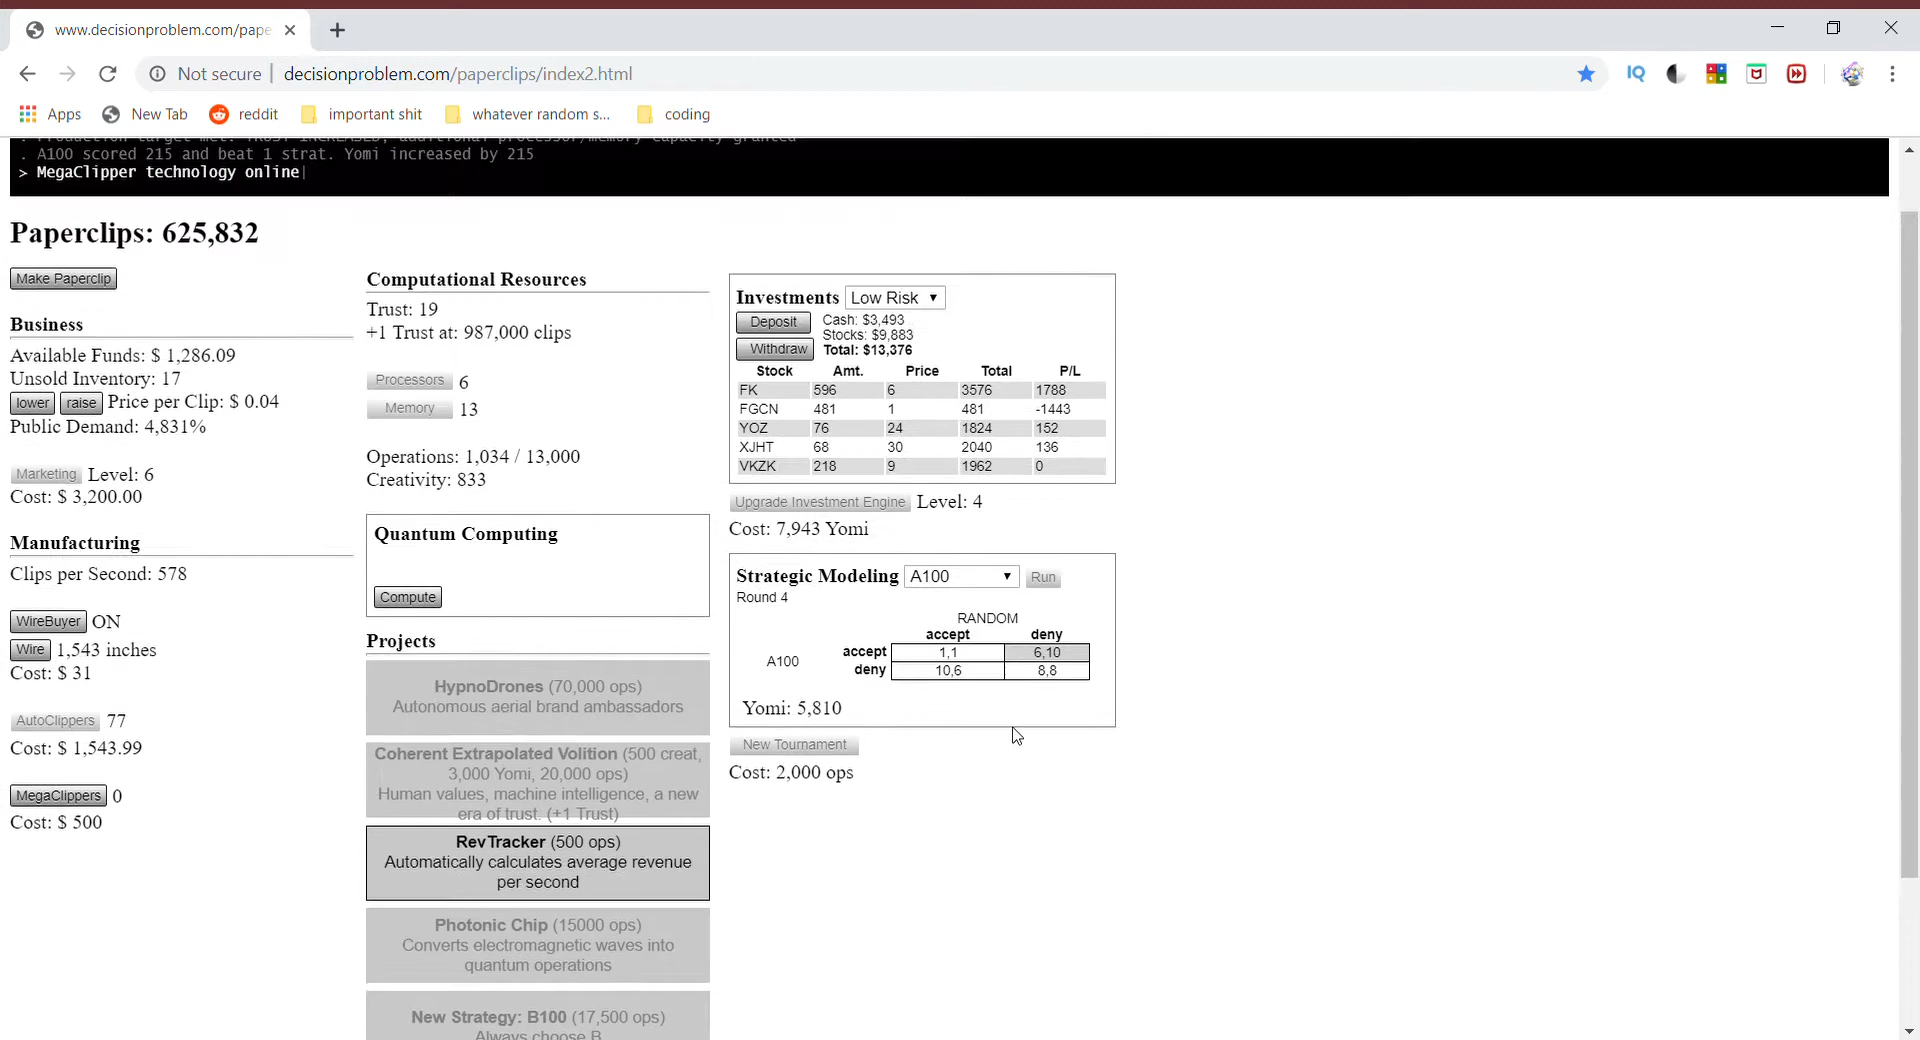 www.decisionproblem.com/pape
Not secure | decisionproblem.com/paperclips/index2.html
IQ
Apps New Tab reddit important shit whatever random s... coding
. Production target met: TRUST INCREASED, additional processor/memory capacity granted
. A100 scored 215 and beat 1 strat. Yomi increased by 215
> MegaClipper technology online|
Paperclips: 625,832
Make Paperclip
Business
Available Funds: $ 1,286.09
Unsold Inventory: 17
lower raise Price per Clip: $ 0.04
Public Demand: 4,831%
Marketing Level: 6
Cost: $ 3,200.00
Manufacturing
Clips per Second: 578
WireBuyer ON
Wire 1,543 inches
Cost: $ 31
AutoClippers 77
Cost: $ 1,543.99
MegaClippers 0
Cost: $ 500
Computational Resources
Trust: 19
+1 Trust at: 987,000 clips
Processors 6
Memory 13
Operations: 1,034 / 13,000
Creativity: 833
Quantum Computing
Compute
Projects
HypnoDrones (70,000 ops)
Autonomous aerial brand ambassadors
Coherent Extrapolated Volition (500 creat,
3,000 Yomi, 20,000 ops)
Human values, machine intelligence, a new
era of trust. (+1 Trust)
RevTracker (500 ops)
Automatically calculates average revenue
per second
Photonic Chip (15000 ops)
Converts electromagnetic waves into
quantum operations
New Strategy: B100 (17,500 ops)
Always choose B
Investments Low Risk
Deposit Cash: $3,493
Stocks: $9,883
Withdraw Total: $13,376
Stock Amt. Price Total P/L
FK 596 6 3576 1788
FGCN 481 1 481 -1443
YOZ 76 24 1824 152
XJHT 68 30 2040 136
VKZK 218 9 1962 0
Upgrade Investment Engine Level: 4
Cost: 7,943 Yomi
Strategic Modeling A100 Run
Round 4
RANDOM
accept deny
accept 1,1 6,10
A100
deny 10,6 8,8
Yomi: 5,810
New Tournament
Cost: 2,000 ops